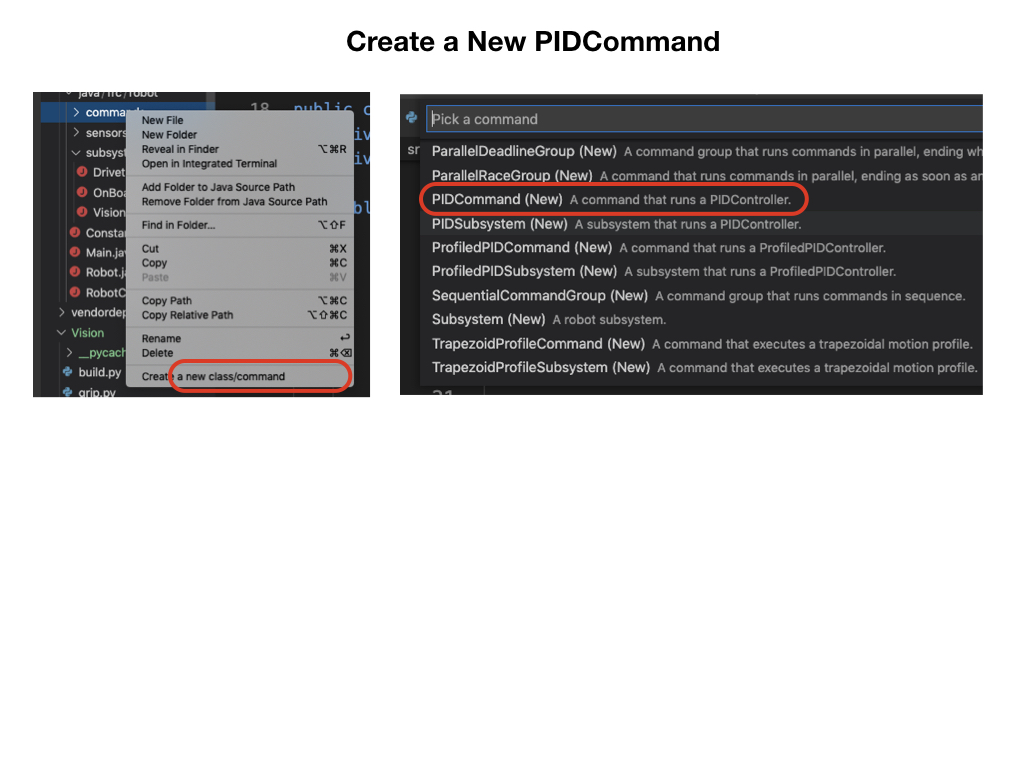 Create a New PIDCommand
java/frc/robot
comman
sensors
subsyst
Drivet
OnBoa
Vision
Constan
Main.jav
Robot.ja
RobotC
vendordep
Vision
__pycach
build.py
grip.py
18 public c
New File
New Folder
Reveal in Finder ⌥⌘R
Open in Integrated Terminal
Add Folder to Java Source Path
Remove Folder from Java Source Path
Find in Folder... ⌥⇧F
Cut ⌘X
Copy ⌘C
Paste ⌘V
Copy Path ⌥⌘C
Copy Relative Path ⌥⇧⌘C
Rename ↩
Delete ⌘⌫
Create a new class/command
Pick a command
sr
ParallelDeadlineGroup (New) A command group that runs commands in parallel, ending wh
ParallelRaceGroup (New) A command that runs commands in parallel, ending as soon as an
PIDCommand (New) A command that runs a PIDController.
PIDSubsystem (New) A subsystem that runs a PIDController.
ProfiledPIDCommand (New) A command that runs a ProfiledPIDController.
ProfiledPIDSubsystem (New) A subsystem that runs a ProfiledPIDController.
SequentialCommandGroup (New) A command group that runs commands in sequence.
Subsystem (New) A robot subsystem.
TrapezoidProfileCommand (New) A command that executes a trapezoidal motion profile.
TrapezoidProfileSubsystem (New) A command that executes a trapezoidal motion profile.